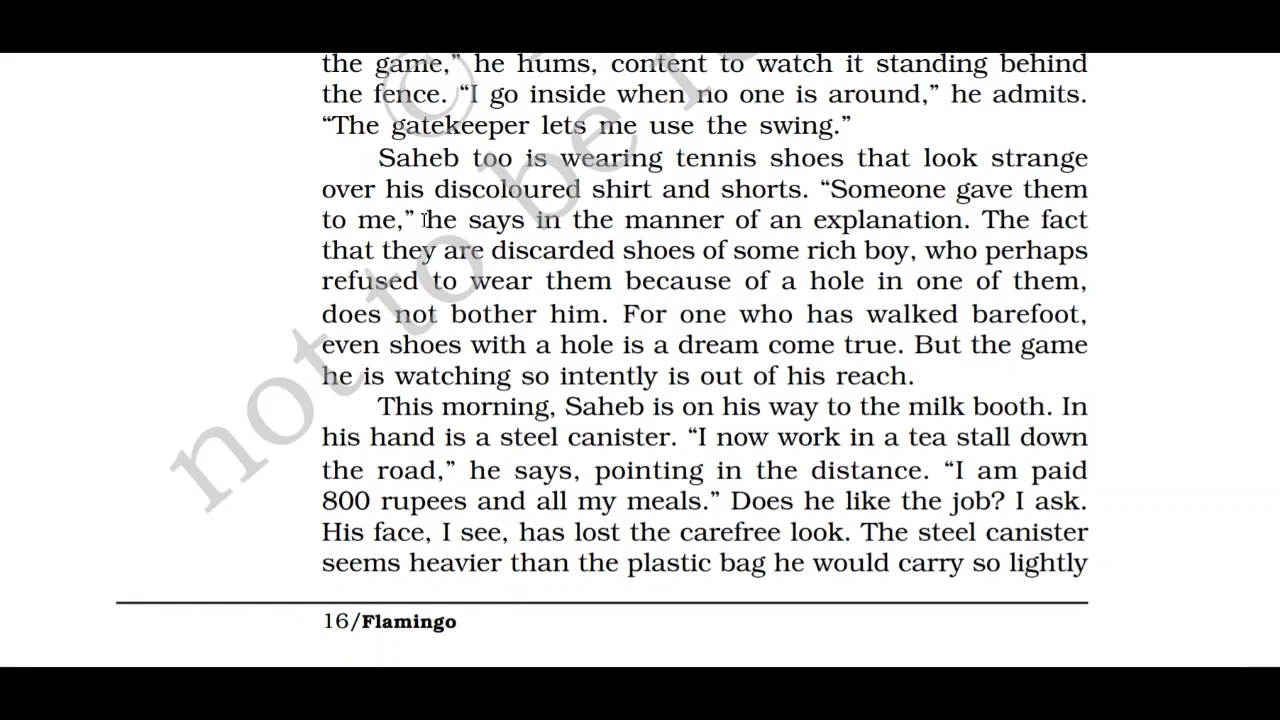 the game,” he hums, content to watch it standing behind
the fence. “I go inside when no one is around,” he admits.
“The gatekeeper lets me use the swing.”
Saheb too is wearing tennis shoes that look strange
over his discoloured shirt and shorts. “Someone gave them
to me,” he says in the manner of an explanation. The fact
that they are discarded shoes of some rich boy, who perhaps
refused to wear them because of a hole in one of them,
does not bother him. For one who has walked barefoot,
even shoes with a hole is a dream come true. But the game
he is watching so intently is out of his reach.
This morning, Saheb is on his way to the milk booth. In
his hand is a steel canister. “I now work in a tea stall down
the road,” he says, pointing in the distance. “I am paid
800 rupees and all my meals.” Does he like the job? I ask.
His face, I see, has lost the carefree look. The steel canister
seems heavier than the plastic bag he would carry so lightly
16/Flamingo
©
not to be re